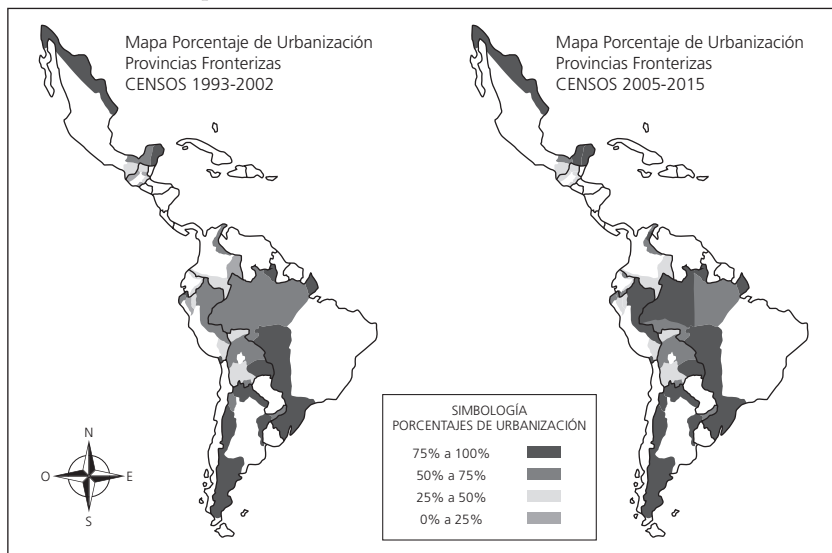 Mapa Porcentaje de Urbanización
Provincias Fronterizas
CENSOS 1993-2002
Mapa Porcentaje de Urbanización
Provincias Fronterizas
CENSOS 2005-2015
N
O
E
S
SIMBOLOGÍA
PORCENTAJES DE URBANIZACIÓN
75% a 100%
50% a 75%
25% a 50%
0% a 25%